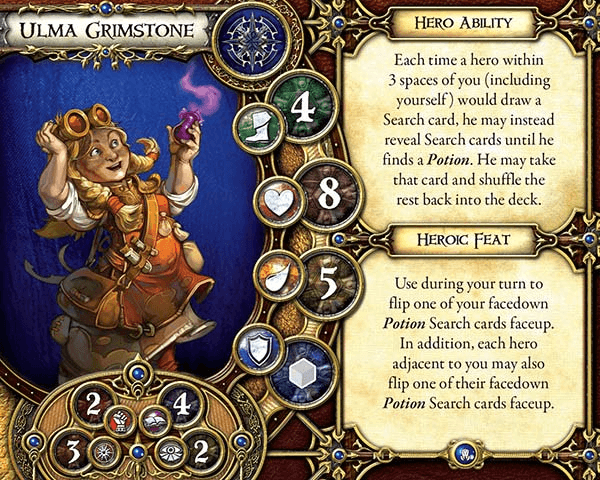 ULMA GRIMSTONE
4
8
5
2
4
3
2
HERO ABILITY
Each time a hero within
3 spaces of you (including
yourself) would draw a
Search card, he may instead
reveal Search cards until he
finds a Potion. He may take
that card and shuffle the
rest back into the deck.
HEROIC FEAT
Use during your turn to
flip one of your facedown
Potion Search cards faceup.
In addition, each hero
adjacent to you may also
flip one of their facedown
Potion Search cards faceup.